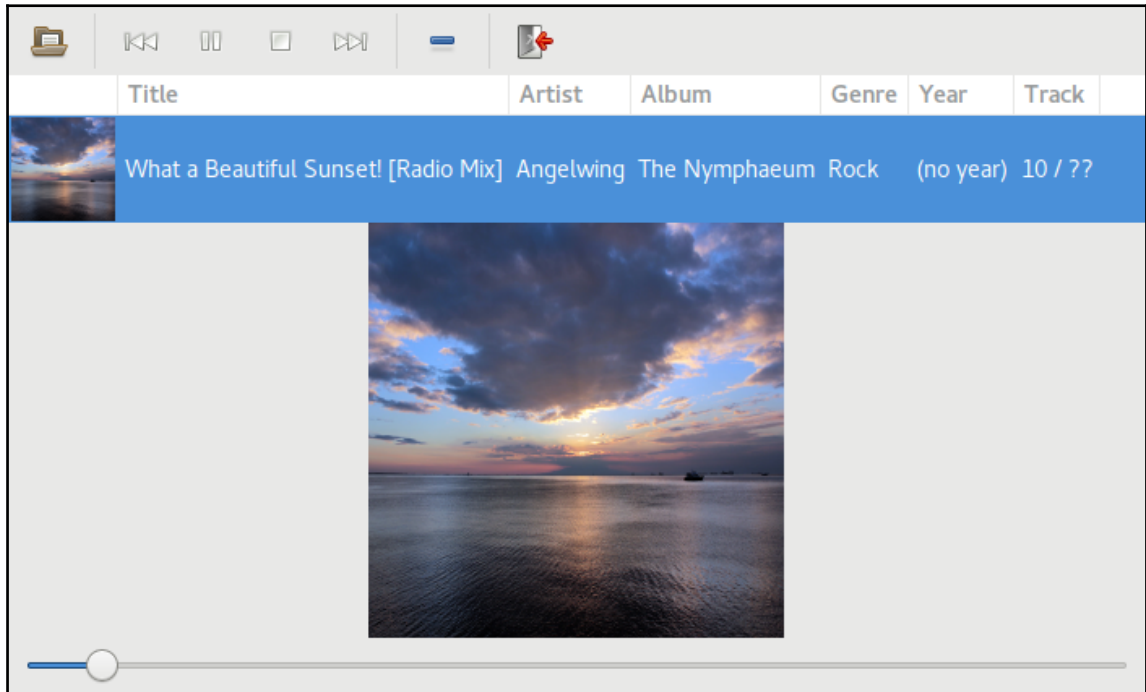 Title Artist Album Genre Year Track
What a Beautiful Sunset! [Radio Mix] Angelwing The Nymphaeum Rock (no year) 10 / ??